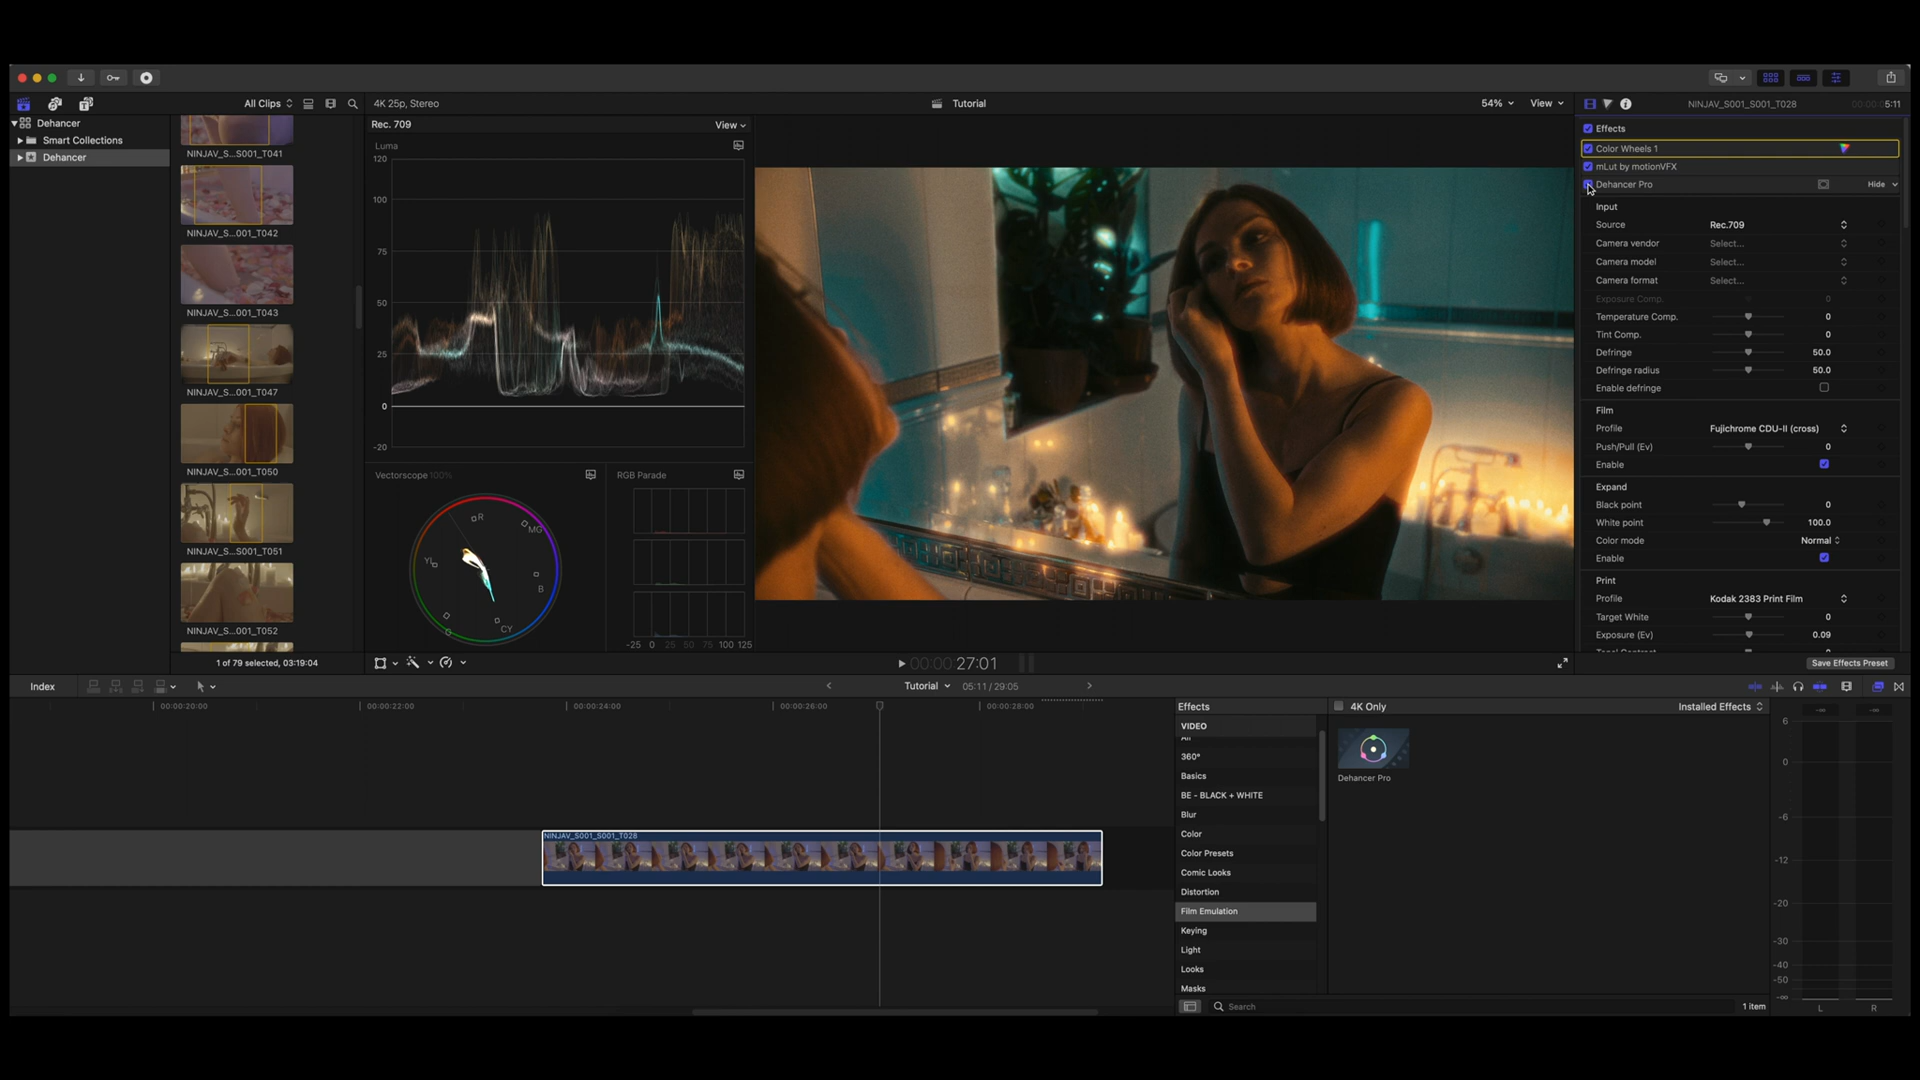 All Clips
4K 25p, Stereo
Tutorial
54%
View
NINJAV_S001_S001_T028
5:11
Dehancer
Smart Collections
Dehancer
NINJAV_S...S001_T041
NINJAV_S...001_T042
NINJAV_S...001_T043
NINJAV_S...001_T047
NINJAV_S...001_T050
NINJAV_S...S001_T051
NINJAV_S...001_T052
1 of 79 selected, 03:19:04
Rec. 709
View
Luma
120
100
75
50
25
0
-20
Vectorscope 100%
R
MG
B
CY
G
YL
RGB Parade
-25 0 25 50 75 100 125
00:00:27:01
Effects
Color Wheels 1
mLut by motionVFX
Dehancer Pro
Hide
Input
Source Rec.709
Camera vendor Select...
Camera model Select...
Camera format Select...
Exposure Comp. 0
Temperature Comp. 0
Tint Comp. 0
Defringe 50.0
Defringe radius 50.0
Enable defringe
Film
Profile Fujichrome CDU-II (cross)
Push/Pull (Ev) 0
Enable
Expand
Black point 0
White point 100.0
Color mode Normal
Enable
Print
Profile Kodak 2383 Print Film
Target White 0
Exposure (Ev) 0.09
Tonal Contrast
Save Effects Preset
Index
Tutorial
05:11 / 29:05
00:00:20:00
00:00:22:00
00:00:24:00
00:00:26:00
00:00:28:00
NINJAV_S001_S001_T028
Effects
VIDEO
All
360°
Basics
BE - BLACK + WHITE
Blur
Color
Color Presets
Comic Looks
Distortion
Film Emulation
Keying
Light
Looks
Masks
4K Only
Installed Effects
Dehancer Pro
Search
1 item
-∞ -∞
6
0
-6
-12
-20
-30
-40
-50
-∞
L R